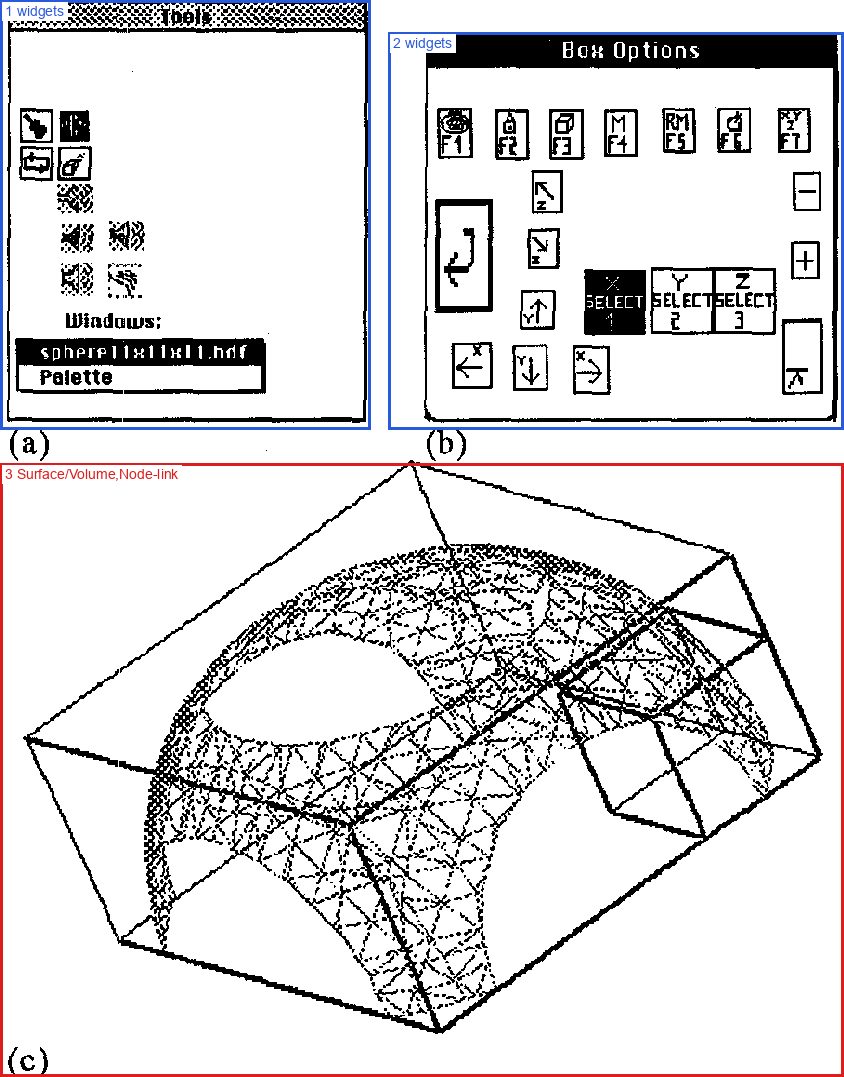 1 widgets
Tools
Windows:
sphere11x11x11.hdf
Palette
(a)
2 widgets
Box Options
F1
F2
F3
M
F4
RM
F5
F6
X,Y
Z
F7
Z
Z
Y
X
Y
X
X
SELECT
1
Y
SELECT
2
Z
SELECT
3
(b)
3 Surface/Volume,Node-link
(c)